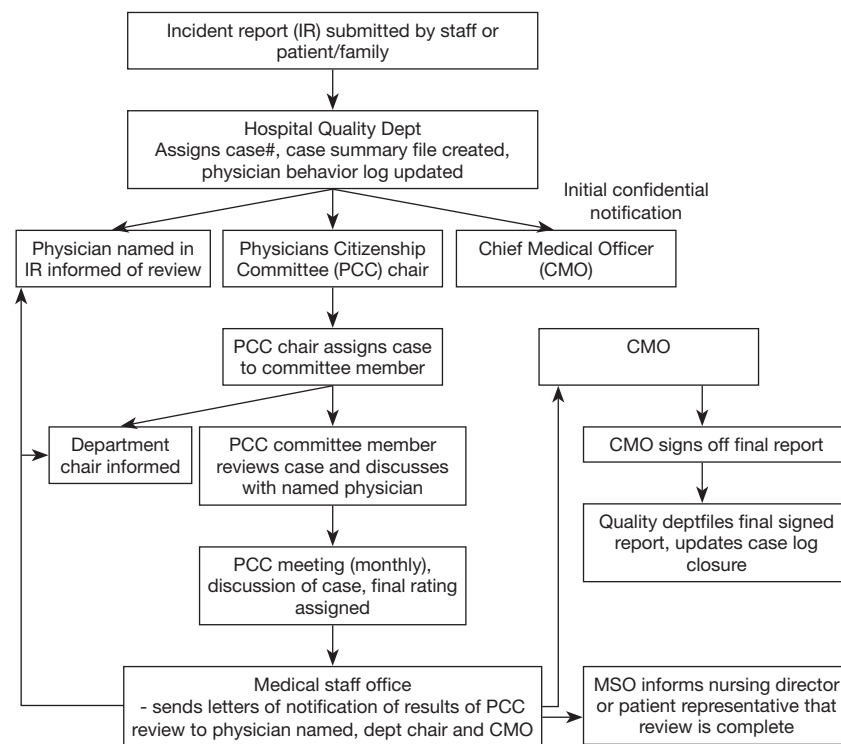 Incident report (IR) submitted by staff or
patient/family
Hospital Quality Dept
Assigns case#, case summary file created,
physician behavior log updated
Initial confidential
notification
Physician named in
IR informed of review
Physicians Citizenship
Committee (PCC) chair
Chief Medical Officer
(CMO)
PCC chair assigns case
to committee member
CMO
Department
chair informed
PCC committee member
reviews case and discusses
with named physician
CMO signs off final report
Quality deptfiles final signed
report, updates case log
closure
PCC meeting (monthly),
discussion of case, final rating
assigned
Medical staff office
- sends letters of notification of results of PCC
review to physician named, dept chair and CMO
MSO informs nursing director
or patient representative that
review is complete